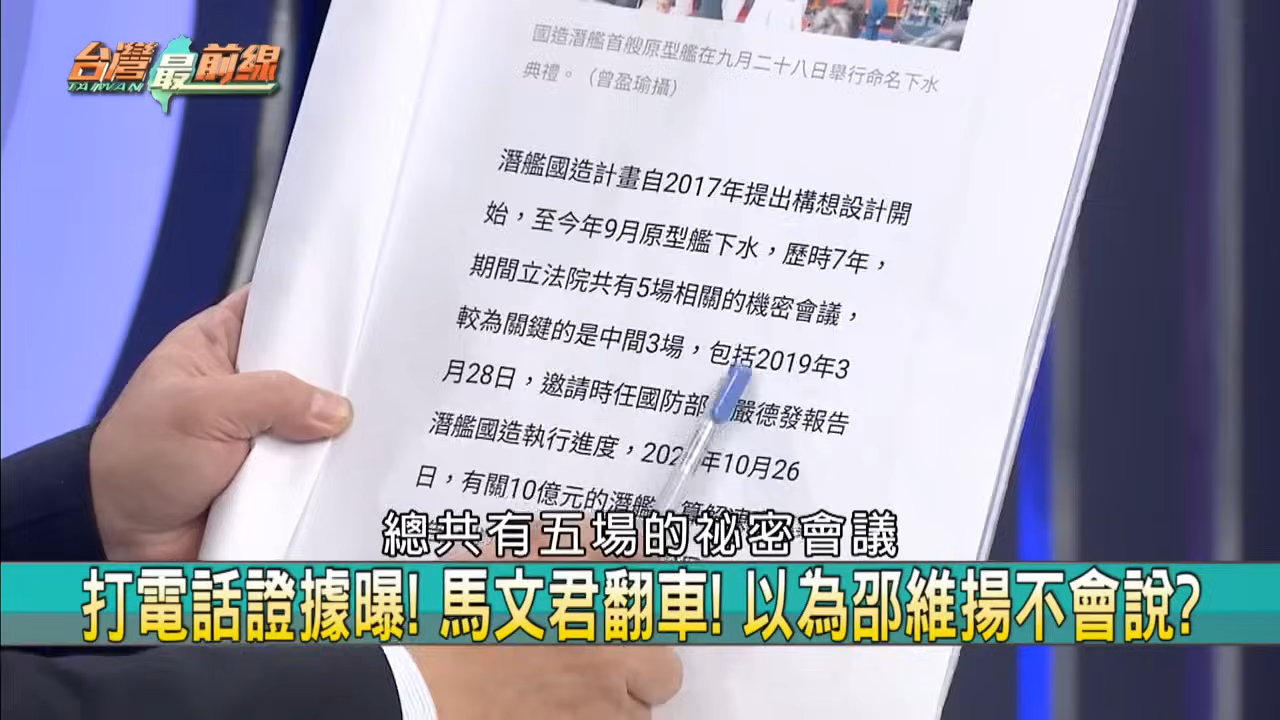 台灣最前線
TAIWAN
國造潛艦首艘原型艦在九月二十八日舉行命名下水
典禮。（曾盈瑜攝）
潛艦國造計畫自2017年提出構想設計開
始，至今年9月原型艦下水，歷時7年，
期間立法院共有5場相關的機密會議，
較為關鍵的是中間3場，包括2019年3
月28日，邀請時任國防部 嚴德發報告
潛艦國造執行進度，202 年10月26
日，有關10億元的潛艦 算解凍
總共有五場的祕密會議
打電話證據曝! 馬文君翻車! 以為邵維揚不會說?